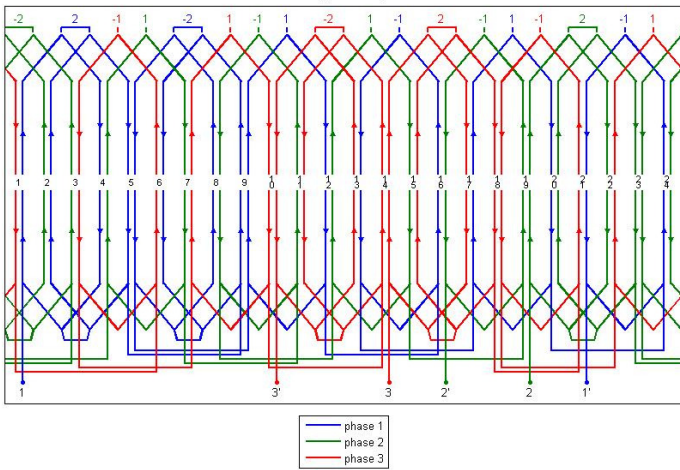 -2 2 -1 1 -2 1 -1 1 -2 1 -1 2 -1 1 -1 2 -1 1
1 2 3 4 5 6 7 8 9 10 11 12 13 14 15 16 17 18 19 20 21 22 23 24
1 3' 3 2' 2 1'
phase 1
phase 2
phase 3